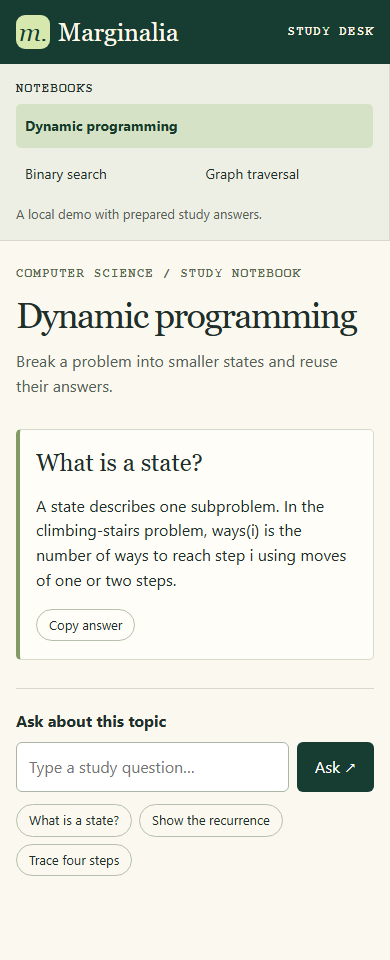 m. Marginalia
STUDY DESK
NOTEBOOKS
Dynamic programming
Binary search
Graph traversal
A local demo with prepared study answers.
COMPUTER SCIENCE / STUDY NOTEBOOK
Dynamic programming
Break a problem into smaller states and reuse
their answers.
What is a state?
A state describes one subproblem. In the
climbing-stairs problem, ways(i) is the
number of ways to reach step i using moves
of one or two steps.
Copy answer
Ask about this topic
Type a study question...
Ask ↗
What is a state?
Show the recurrence
Trace four steps